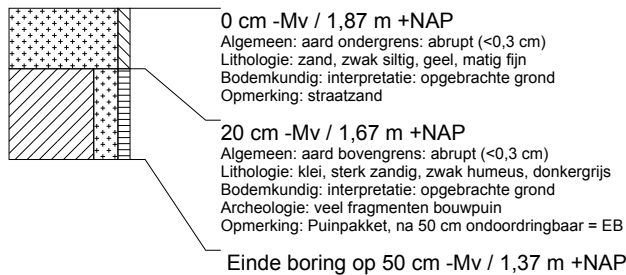 0 cm -Mv / 1,87 m +NAP
Algemeen: aard ondergrens: abrupt (<0,3 cm)
Lithologie: zand, zwak siltig, geel, matig fijn
Bodemkundig: interpretatie: opgebrachte grond
Opmerking: straatzand
20 cm -Mv / 1,67 m +NAP
Algemeen: aard bovengrens: abrupt (<0,3 cm)
Lithologie: klei, sterk zandig, zwak humeus, donkergrijs
Bodemkundig: interpretatie: opgebrachte grond
Archeologie: veel fragmenten bouwpuin
Opmerking: Puinpakket, na 50 cm ondoordringbaar = EB
Einde boring op 50 cm -Mv / 1,37 m +NAP